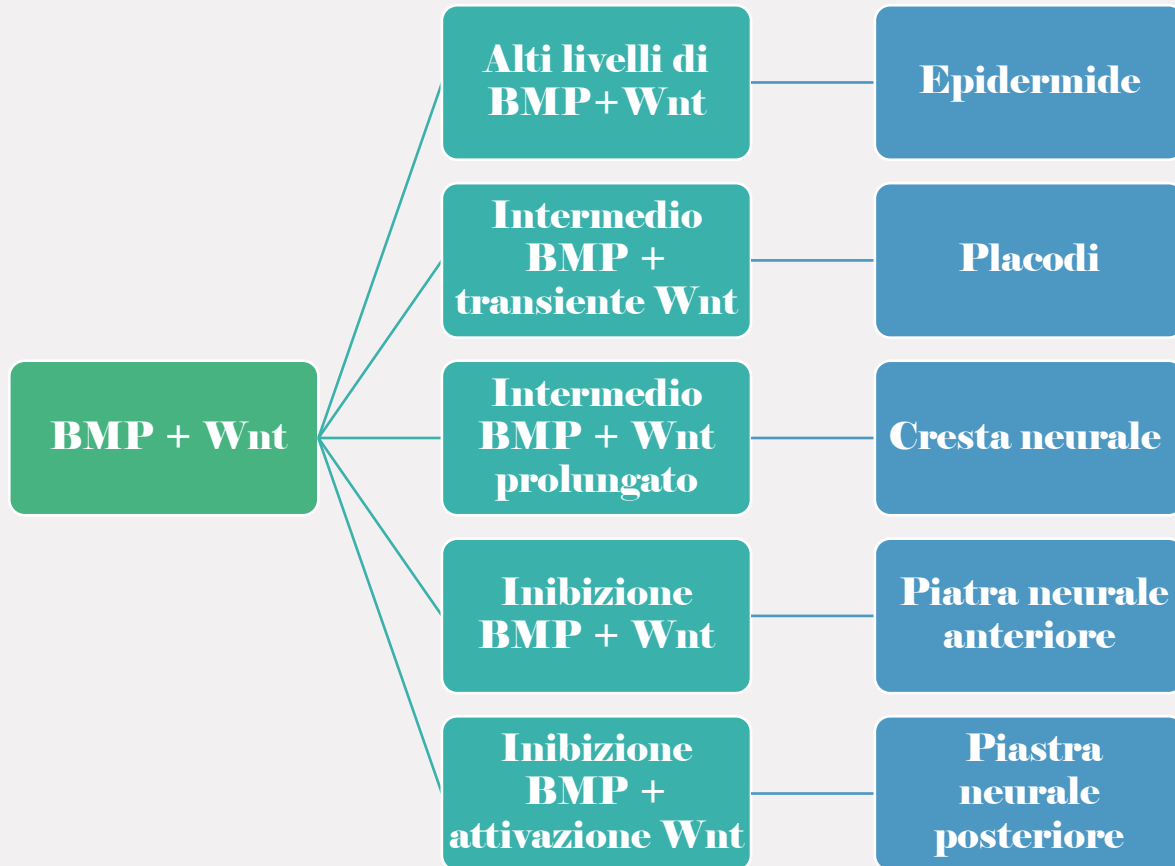 Alti livelli di
BMP+Wnt
Epidermide
Intermedio
BMP +
transiente Wnt
Placodi
BMP + Wnt
Intermedio
BMP + Wnt
prolungato
Cresta neurale
Inibizione
BMP + Wnt
Piatra neurale
anteriore
Inibizione
BMP +
attivazione Wnt
Piastra
neurale
posteriore